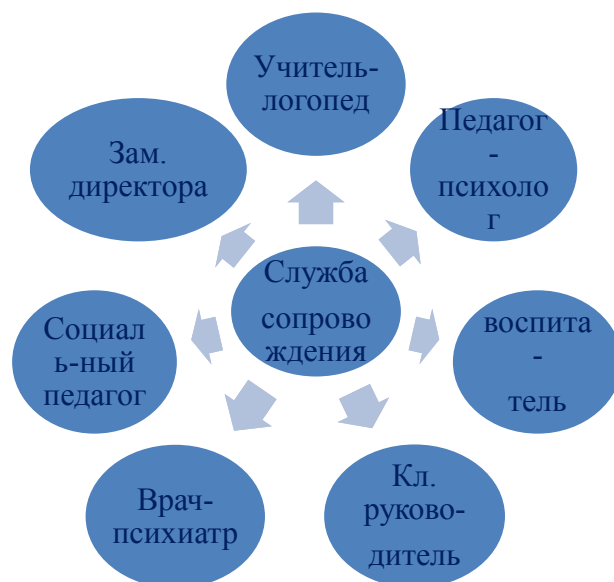 Учитель-
логопед
Педагог
-
психоло
г
Зам.
директора
Служба
сопрово
ждения
воспита
-
тель
Социал
ь-ный
педагог
Врач-
психиатр
Кл.
руково-
дитель